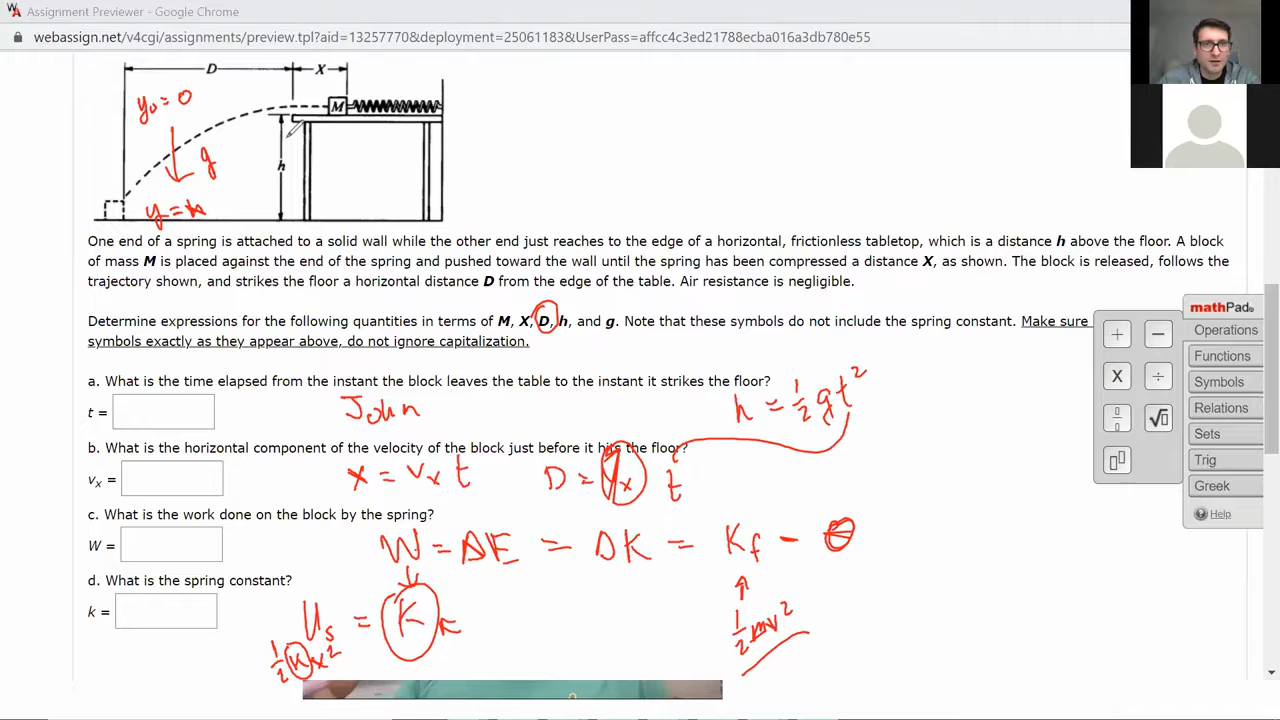 Assignment Previewer - Google Chrome
webassign.net/v4cgi/assignments/preview.tpl?aid=13257770&deployment=25061183&UserPass=affcc4c3ed21788ecba016a3db780e55
D X
y₀ = 0
M
g
h
y =
One end of a spring is attached to a solid wall while the other end just reaches to the edge of a horizontal, frictionless tabletop, which is a distance h above the floor. A block
of mass M is placed against the end of the spring and pushed toward the wall until the spring has been compressed a distance X, as shown. The block is released, follows the
trajectory shown, and strikes the floor a horizontal distance D from the edge of the table. Air resistance is negligible.
Determine expressions for the following quantities in terms of M, X, D, h, and g. Note that these symbols do not include the spring constant. Make sure
symbols exactly as they appear above, do not ignore capitalization.
a. What is the time elapsed from the instant the block leaves the table to the instant it strikes the floor?
t =
John
h = 1/2 gt²
b. What is the horizontal component of the velocity of the block just before it hits the floor?
vₓ =
x = vₓ t
D = vₓ t
c. What is the work done on the block by the spring?
W =
W = ΔE = ΔK = K_f -
d. What is the spring constant?
k =
U_s = K
1/2 k x²
1/2 mv²
mathPad
Operations
Functions
Symbols
Relations
Sets
Trig
Greek
Help
+ −
X ÷